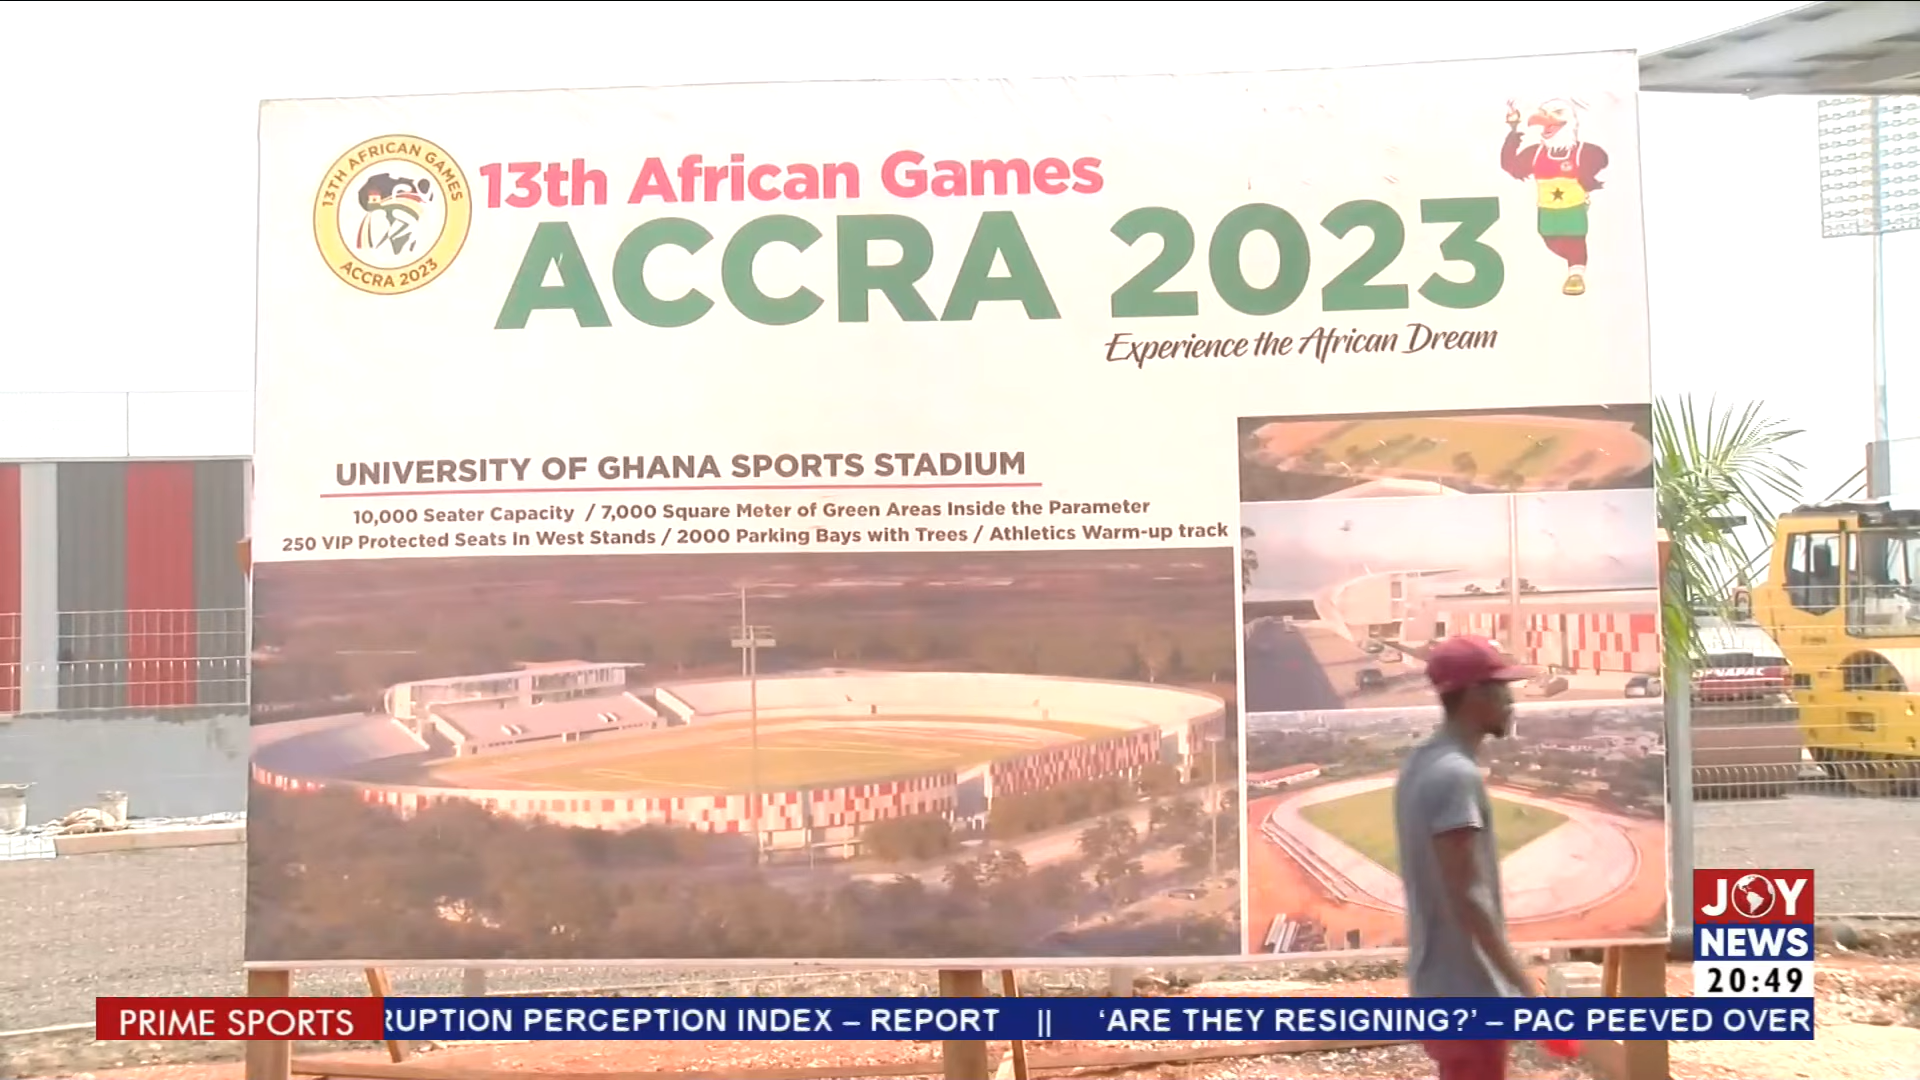 13TH AFRICAN GAMES
ACCRA 2023
13th African Games
ACCRA 2023
Experience the African Dream
UNIVERSITY OF GHANA SPORTS STADIUM
10,000 Seater Capacity / 7,000 Square Meter of Green Areas Inside the Parameter
250 VIP Protected Seats In West Stands / 2000 Parking Bays with Trees / Athletics Warm-up track
DYNAPAC
JOY
NEWS
20:49
PRIME SPORTS
RUPTION PERCEPTION INDEX – REPORT || ‘ARE THEY RESIGNING?’ – PAC PEEVED OVER